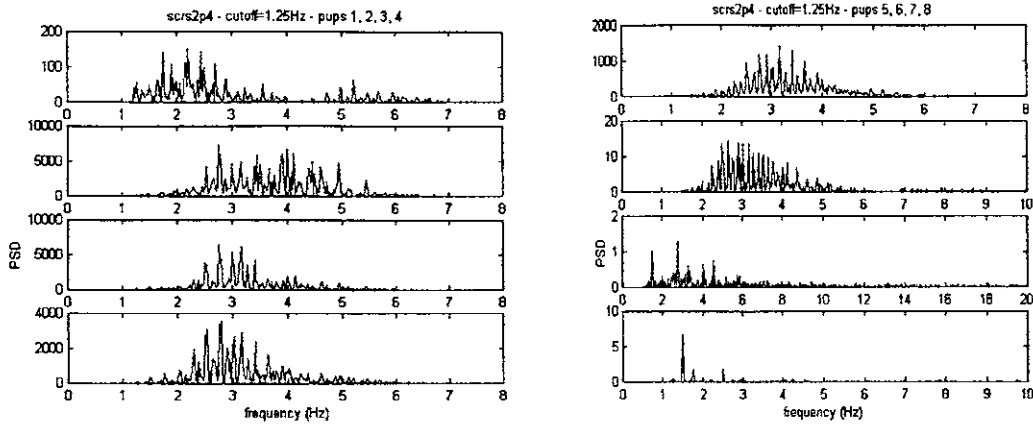 scrs2p4 - cutoff=1.25Hz - pups 1, 2, 3, 4
200
100
0
0 1 2 3 4 5 6 7 8
10000
5000
0
0 1 2 3 4 5 6 7 8
10000
5000
0
0 1 2 3 4 5 6 7 8
PSD
4000
2000
0
0 1 2 3 4 5 6 7 8
frequency (Hz)
scrs2p4 - cutoff=1.25Hz - pups 5, 6, 7, 8
2000
1000
0
0 1 2 3 4 5 6 7 8
20
10
0
0 1 2 3 4 5 6 7 8 9 10
2
1
0
0 2 4 6 8 10 12 14 16 18 20
PSD
10
5
0
0 1 2 3 4 5 6 7 8 9 10
frequency (Hz)